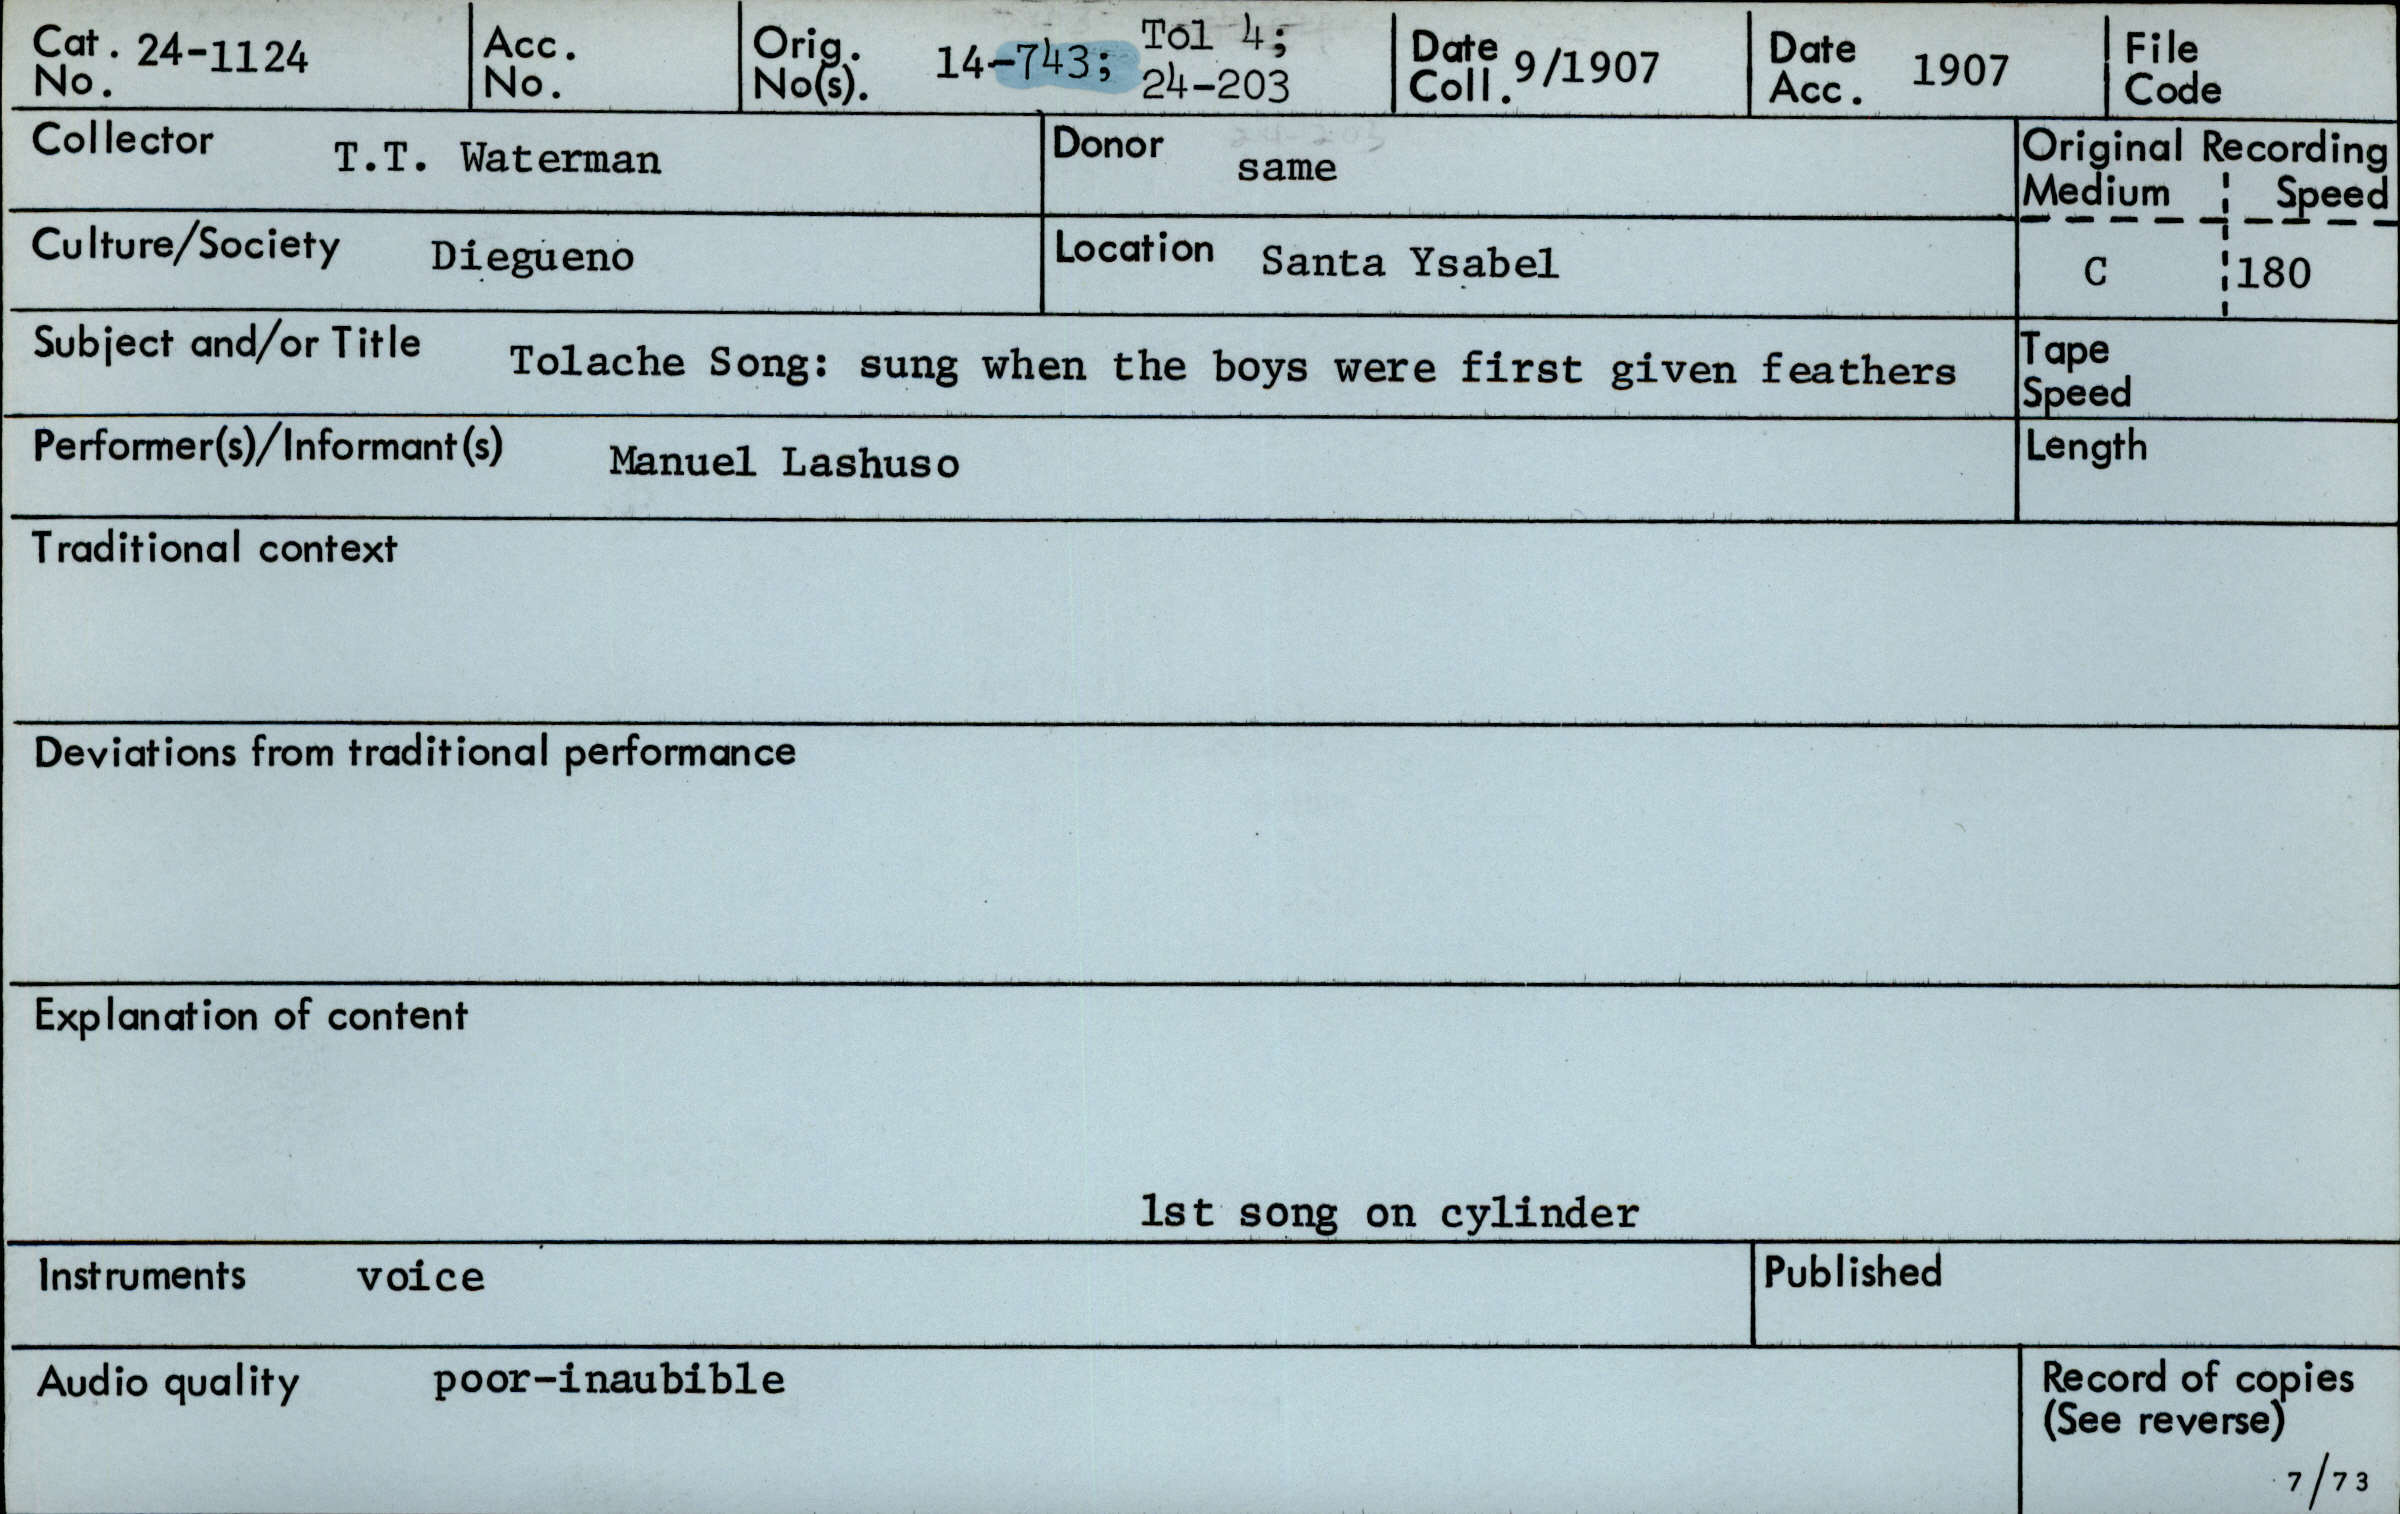 Cat. No. 24-1124
Acc. No.
Orig. No(s). 14-743; Tol 4; 24-203
Date Coll. 9/1907
Date Acc. 1907
File Code
Collector T.T. Waterman
Donor same
Original Recording
Medium Speed
C 180
Culture/Society Diegueno
Location Santa Ysabel
Subject and/or Title Tolache Song: sung when the boys were first given feathers
Tape Speed
Performer(s)/Informant(s) Manuel Lashuso
Length
Traditional context
Deviations from traditional performance
Explanation of content
1st song on cylinder
Instruments voice
Published
Audio quality poor-inaubible
Record of copies
(See reverse)
7/73